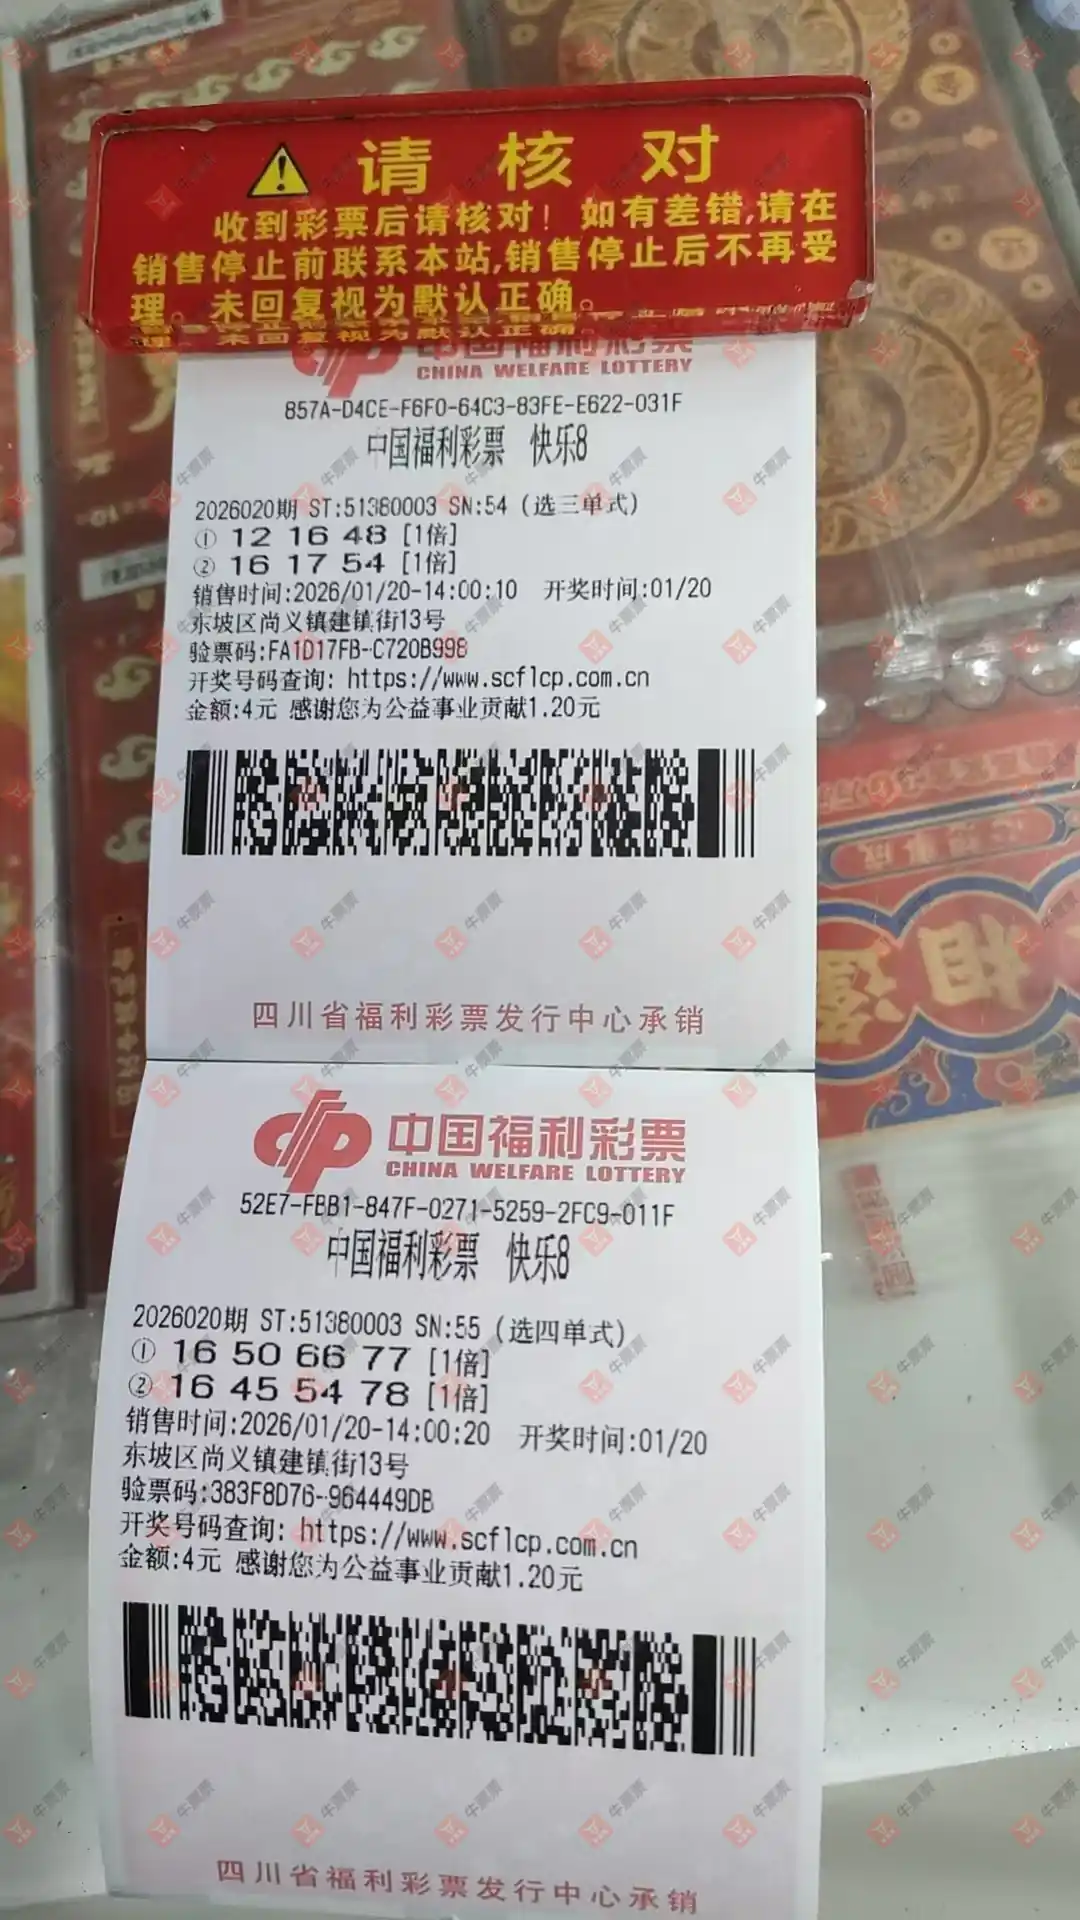 请核对
收到彩票后请核对！如有差错,请在
销售停止前联系本站,销售停止后不再受
理。未回复视为默认正确。
中国福利彩票
CHINA WELFARE LOTTERY
857A-D4CE-F6F0-64C3-83FE-E622-031F
中国福利彩票 快乐8
2026020期 ST:51380003 SN:54 (选三单式)
① 12 16 48 [1倍]
② 16 17 54 [1倍]
销售时间:2026/01/20-14:00:10 开奖时间:01/20
东坡区尚义镇建镇街13号
验票码:FA1D17FB-C720B998
开奖号码查询: https://www.scflcp.com.cn
金额:4元 感谢您为公益事业贡献1.20元
四川省福利彩票发行中心承销
中国福利彩票
CHINA WELFARE LOTTERY
52E7-FBB1-847F-0271-5259-2FC9-011F
中国福利彩票 快乐8
2026020期 ST:51380003 SN:55 (选四单式)
① 16 50 66 77 [1倍]
② 16 45 54 78 [1倍]
销售时间:2026/01/20-14:00:20 开奖时间:01/20
东坡区尚义镇建镇街13号
验票码:383F8D76-964449DB
开奖号码查询: https://www.scflcp.com.cn
金额:4元 感谢您为公益事业贡献1.20元
四川省福利彩票发行中心承销
牛票票